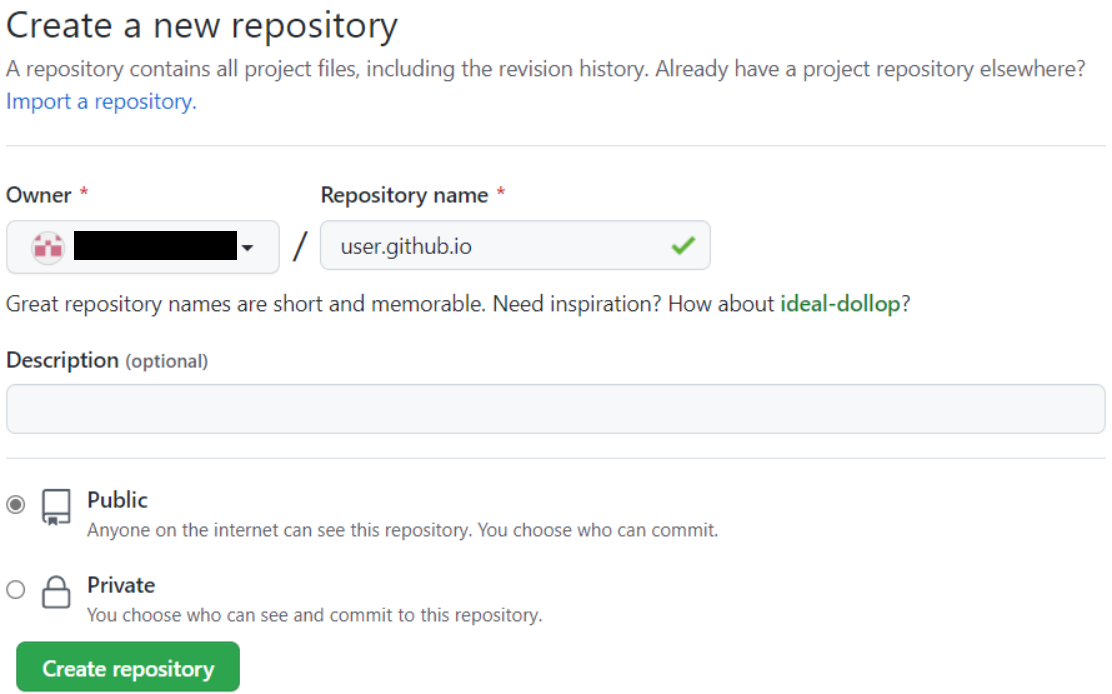 Create a new repository
A repository contains all project files, including the revision history. Already have a project repository elsewhere?
Import a repository.
Owner * Repository name *
/ user.github.io
Great repository names are short and memorable. Need inspiration? How about ideal-dollop?
Description (optional)
Public
Anyone on the internet can see this repository. You choose who can commit.
Private
You choose who can see and commit to this repository.
Create repository